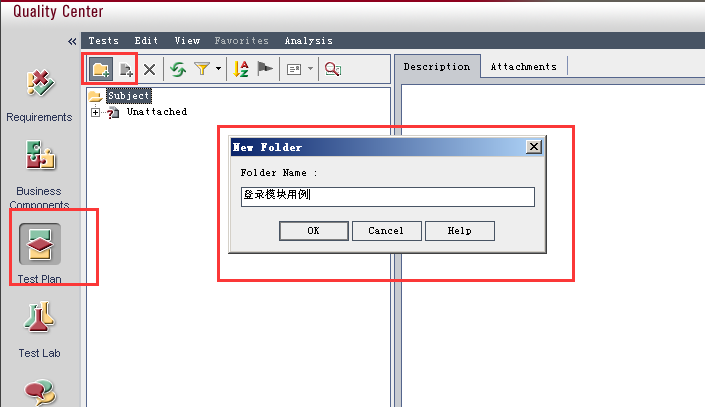 Quality Center
Tests Edit View Favorites Analysis
Requirements
Business
Components
Test Plan
Test Lab
Subject
Unattached
Description Attachments
New Folder
Folder Name :
登录模块用例
OK Cancel Help